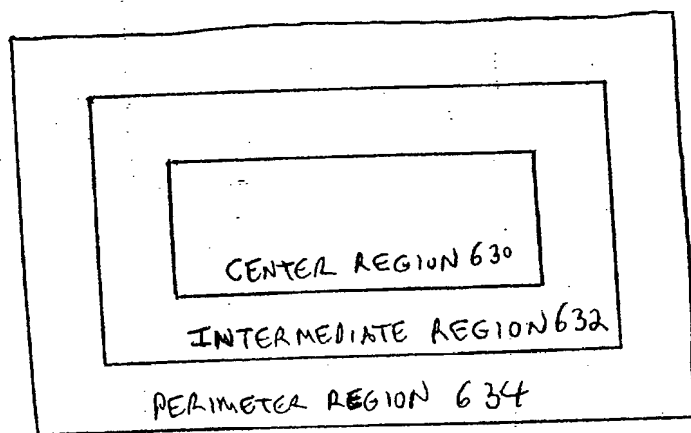 CENTER REGION 630
INTERMEDIATE REGION 632
PERIMETER REGION 634